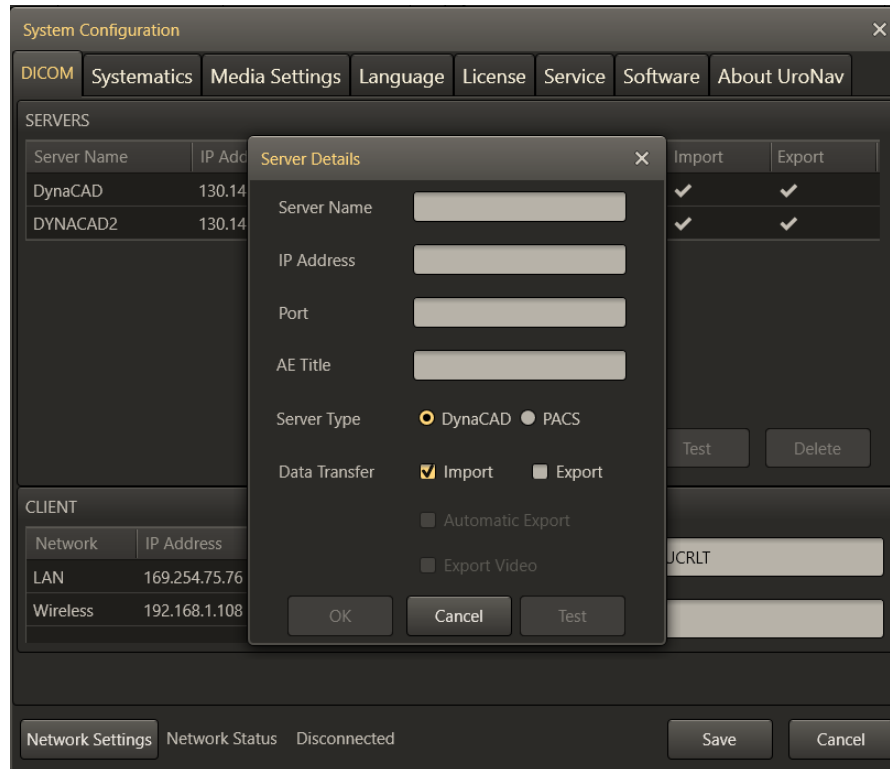 System Configuration
DICOM Systematics Media Settings Language License Service Software About UroNav
SERVERS
Server Name IP Add Import Export
DynaCAD 130.14
DYNACAD2 130.14
Server Details
Server Name
IP Address
Port
AE Title
Server Type DynaCAD PACS
Data Transfer Import Export
Automatic Export
Export Video
OK Cancel Test
Test Delete
CLIENT
Network IP Address
LAN 169.254.75.76
Wireless 192.168.1.108
UCRLT
Network Settings Network Status Disconnected Save Cancel